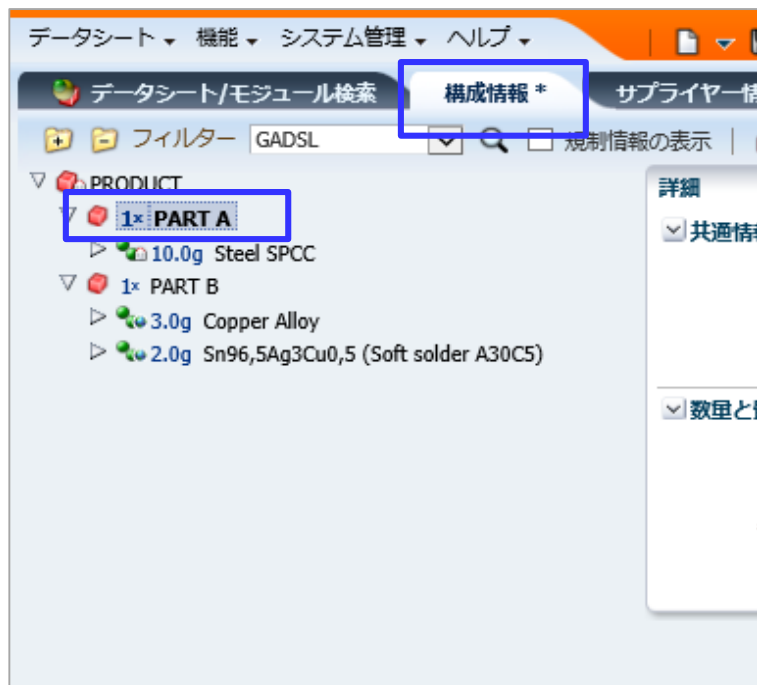 データシート 機能 システム管理 ヘルプ
データシート/モジュール検索 構成情報 * サプライヤー情
フィルター GADSL 規制情報の表示
PRODUCT
詳細
1× PART A
共通情報
10.0g Steel SPCC
1× PART B
3.0g Copper Alloy
2.0g Sn96,5Ag3Cu0,5 (Soft solder A30C5)
数量と